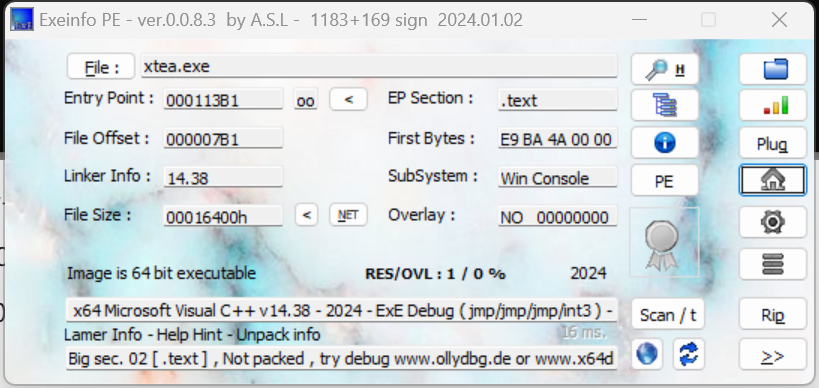 Exeinfo PE - ver.0.0.8.3 by A.S.L - 1183+169 sign 2024.01.02
File : xtea.exe H
Entry Point : 000113B1 oo < EP Section : .text
File Offset : 000007B1 First Bytes : E9 BA 4A 00 00 Plug
Linker Info : 14.38 SubSystem : Win Console PE
File Size : 00016400h < NET Overlay : NO 00000000
Image is 64 bit executable RES/OVL : 1 / 0 % 2024
x64 Microsoft Visual C++ v14.38 - 2024 - ExE Debug ( jmp/jmp/jmp/int3 ) - Scan / t Rip
Lamer Info - Help Hint - Unpack info 16 ms.
Big sec. 02 [ .text ] , Not packed , try debug www.ollydbg.de or www.x64d >>